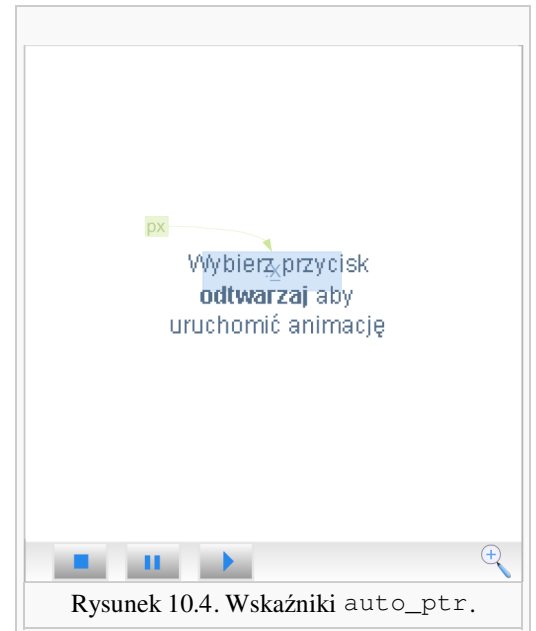 px
X
Wybierz przycisk
odtwarzaj aby
uruchomić animację
Rysunek 10.4. Wskaźniki auto_ptr.